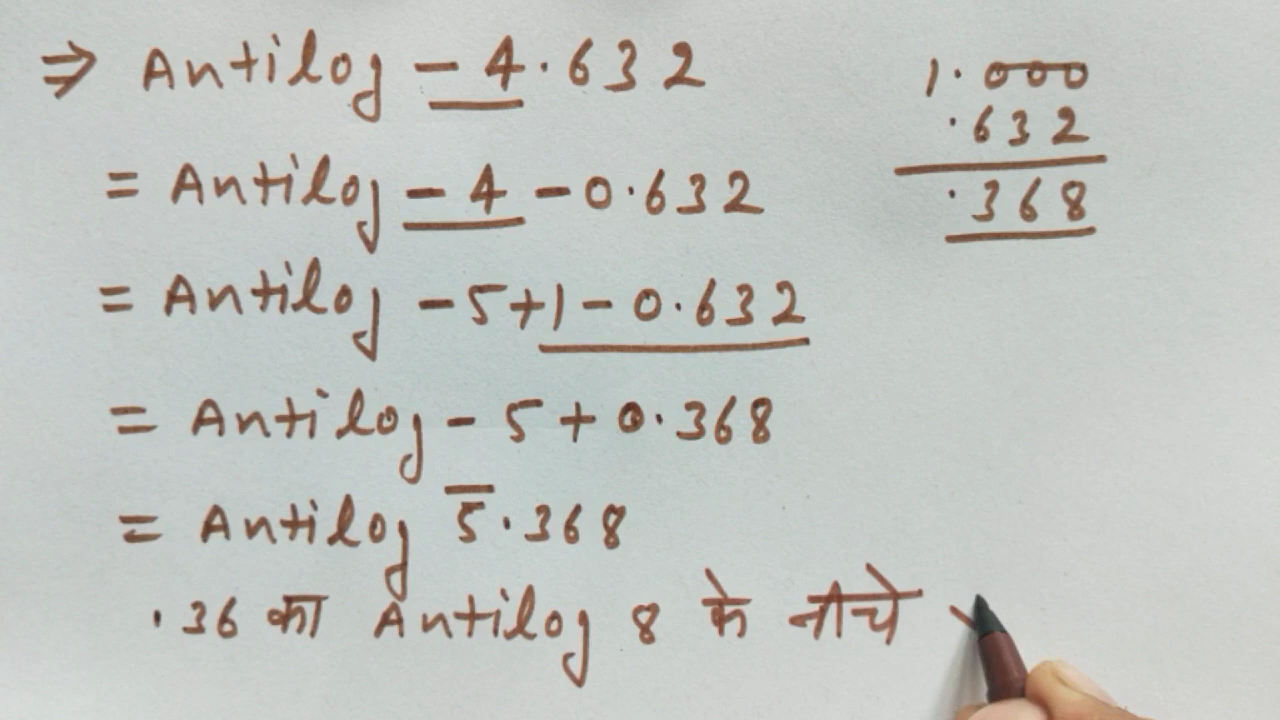 ⇒ Antilog - 4.632
= Antilog - 4 - 0.632
= Antilog - 5 + 1 - 0.632
= Antilog - 5 + 0.368
= Antilog 5̅.368
.36 का Antilog 8 के नीचे
1.000
.632
.368